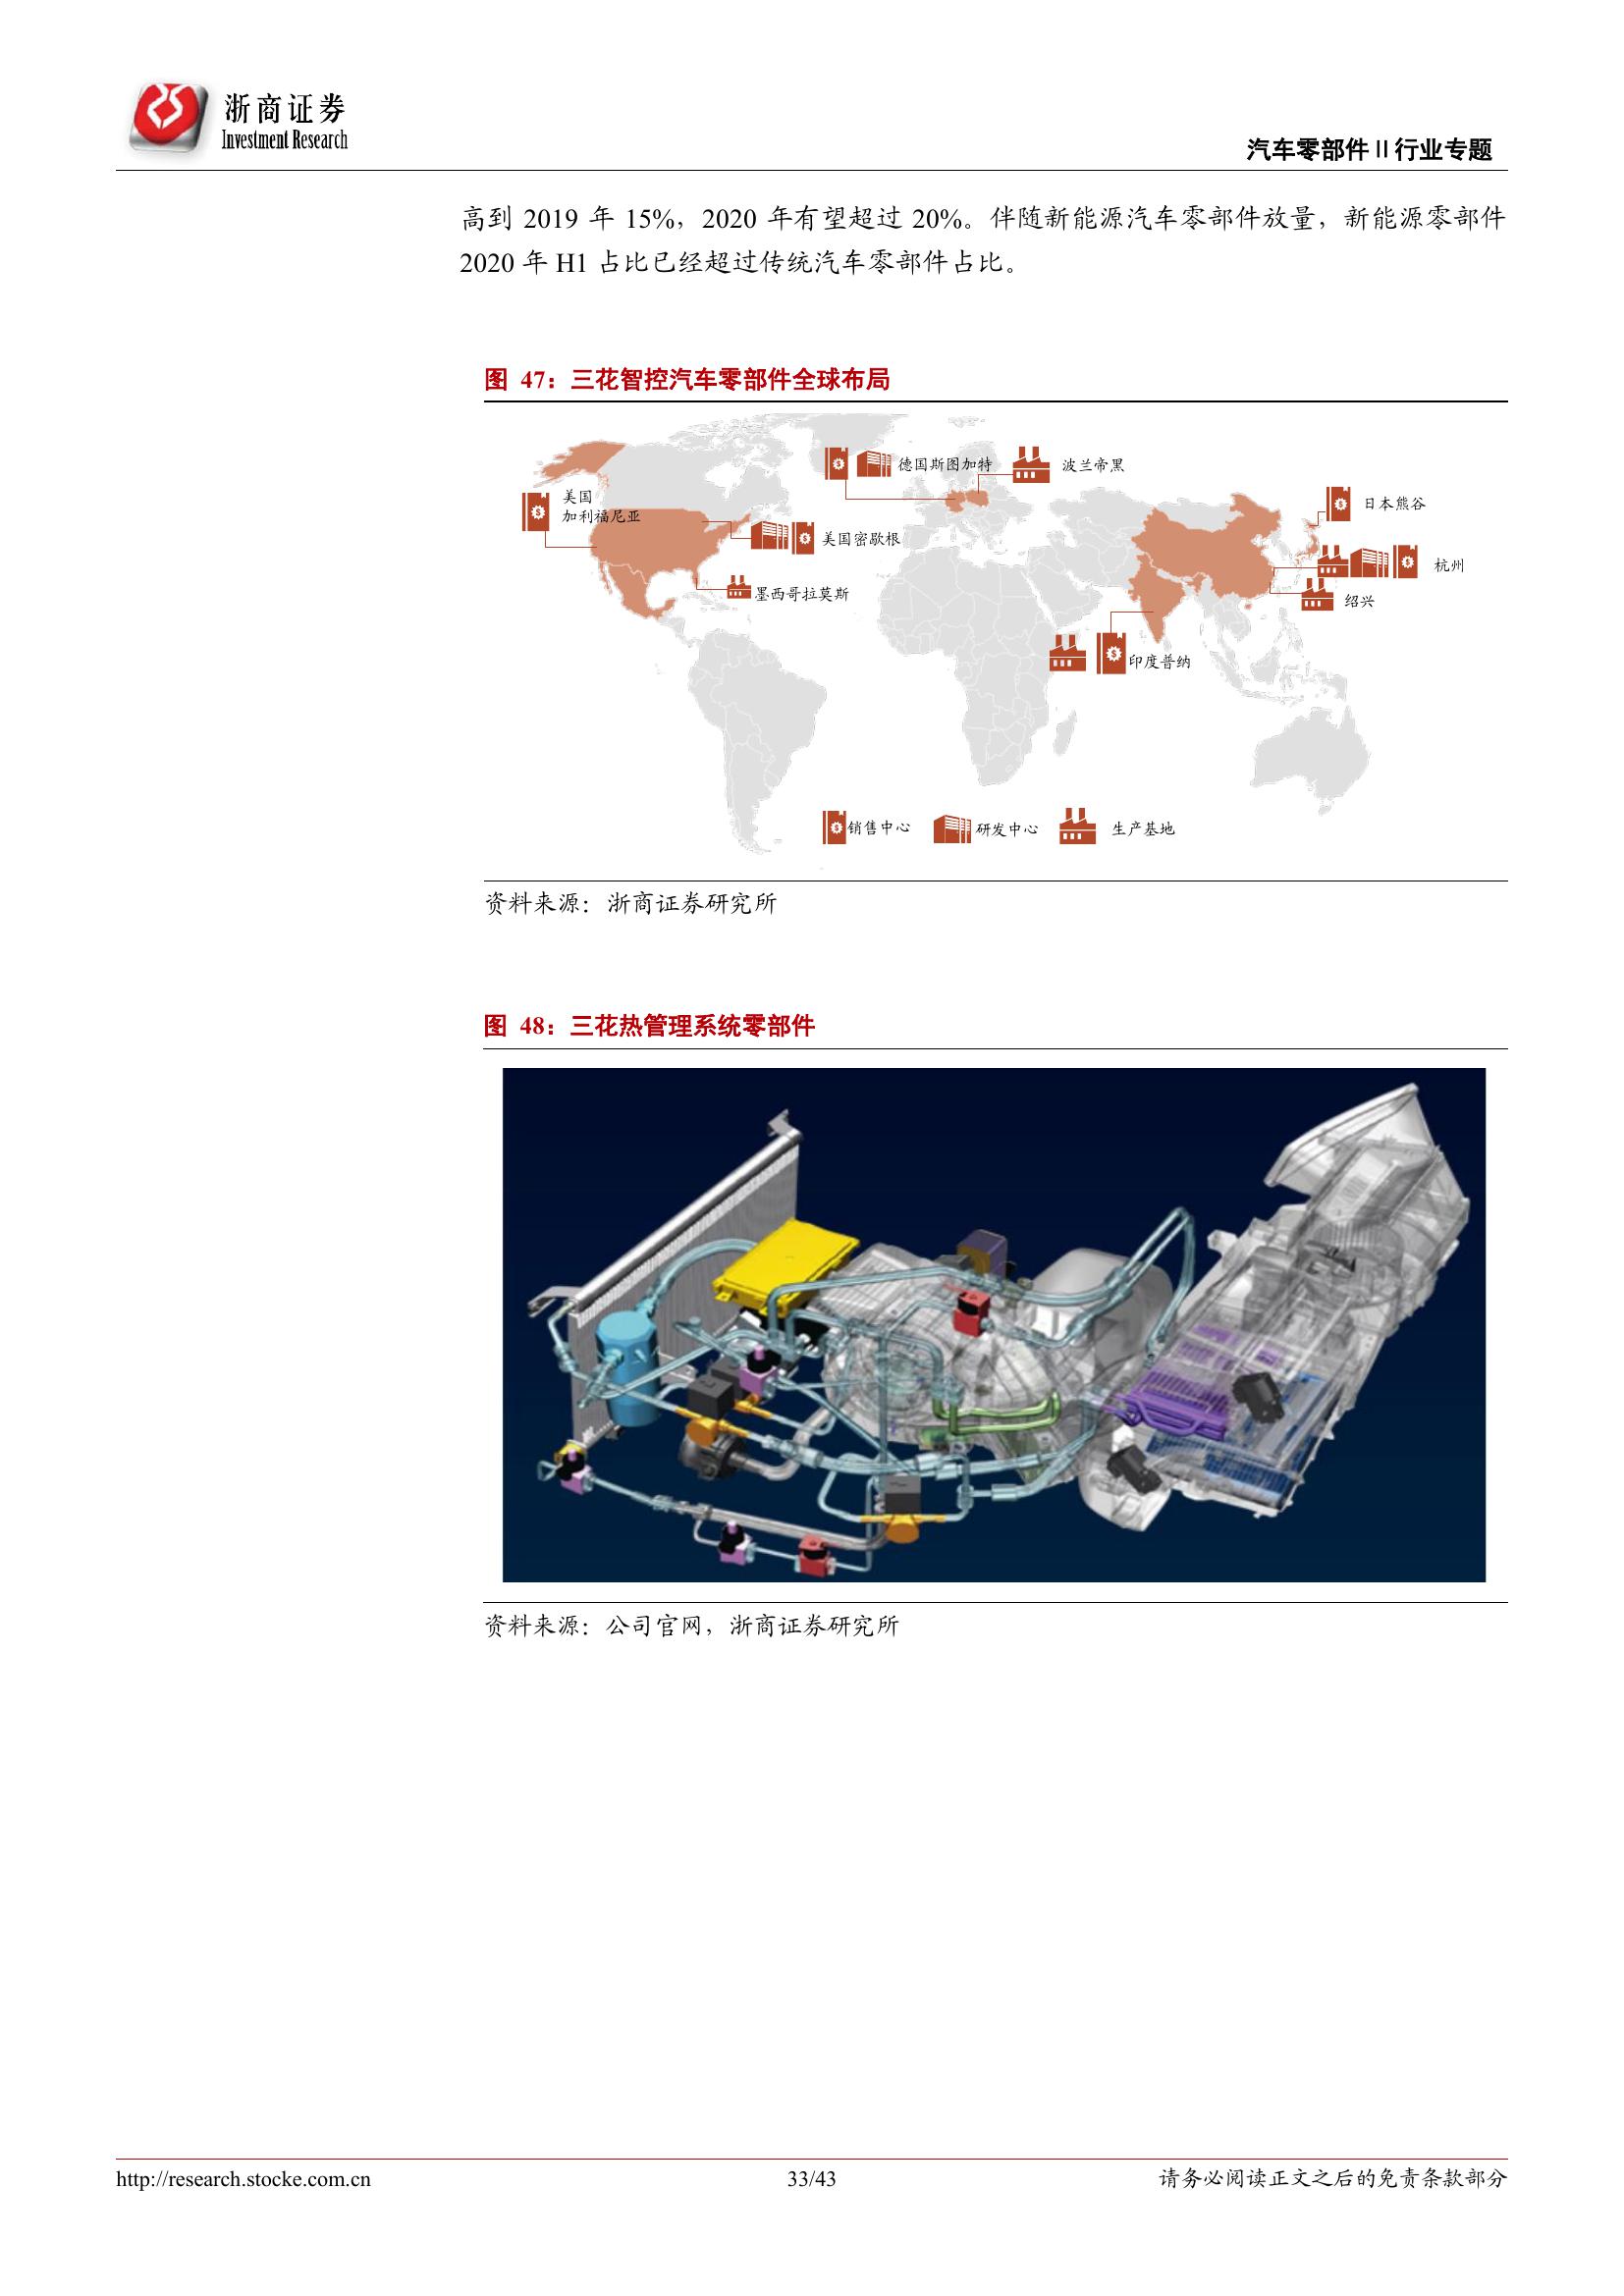 浙商证券
Investment Research
汽车零部件Ⅱ行业专题
高到 2019 年 15%，2020 年有望超过 20%。伴随新能源汽车零部件放量，新能源零部件
2020 年 H1 占比已经超过传统汽车零部件占比。
图 47：三花智控汽车零部件全球布局
德国斯图加特
波兰帝黑
美国
加利福尼亚
日本熊谷
美国密歇根
杭州
墨西哥拉莫斯
绍兴
印度普纳
销售中心
研发中心
生产基地
资料来源：浙商证券研究所
图 48：三花热管理系统零部件
资料来源：公司官网，浙商证券研究所
http://research.stocke.com.cn
33/43
请务必阅读正文之后的免责条款部分